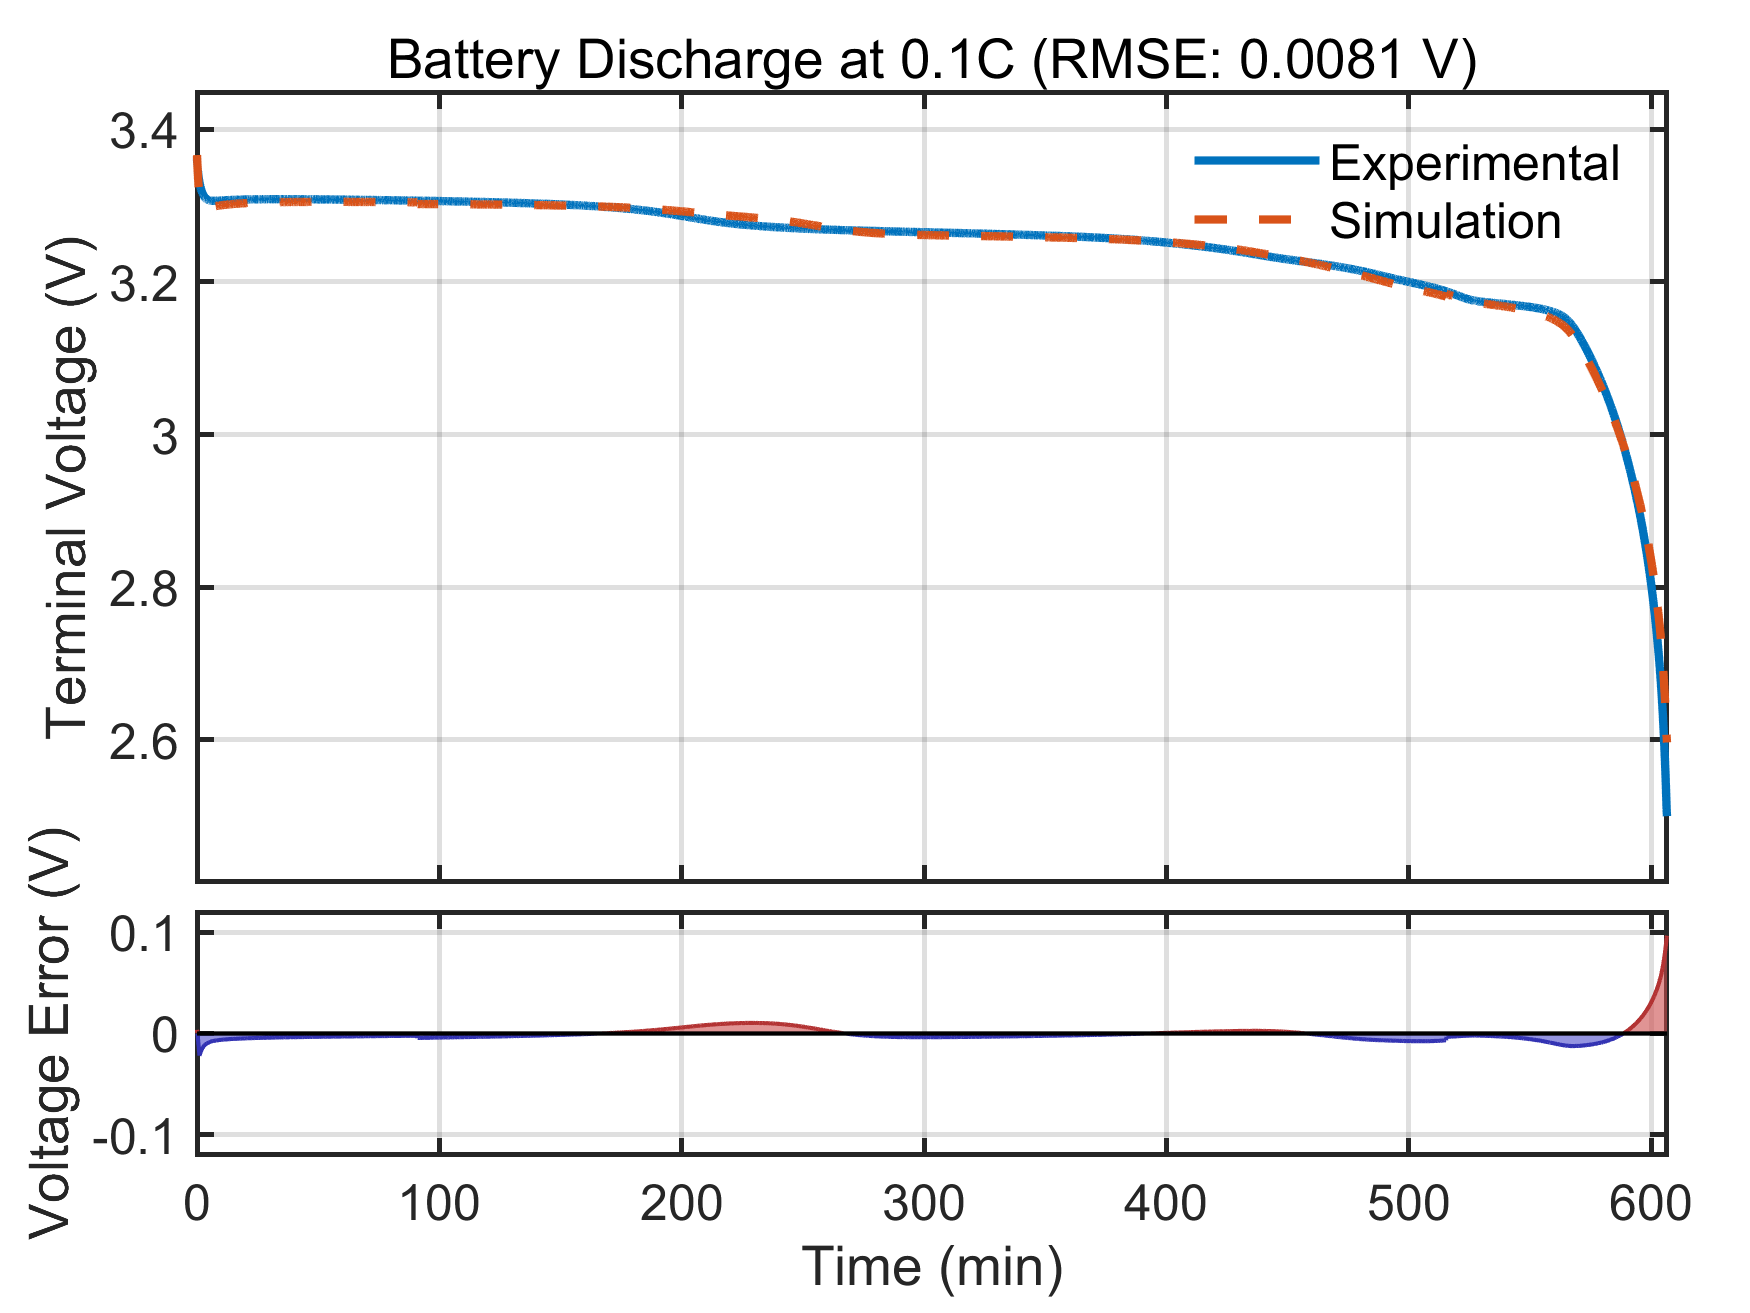 Battery Discharge at 0.1C (RMSE: 0.0081 V)
Terminal Voltage (V)
3.4
3.2
3
2.8
2.6
Experimental
Simulation
Voltage Error (V)
0.1
0
-0.1
0 100 200 300 400 500 600
Time (min)